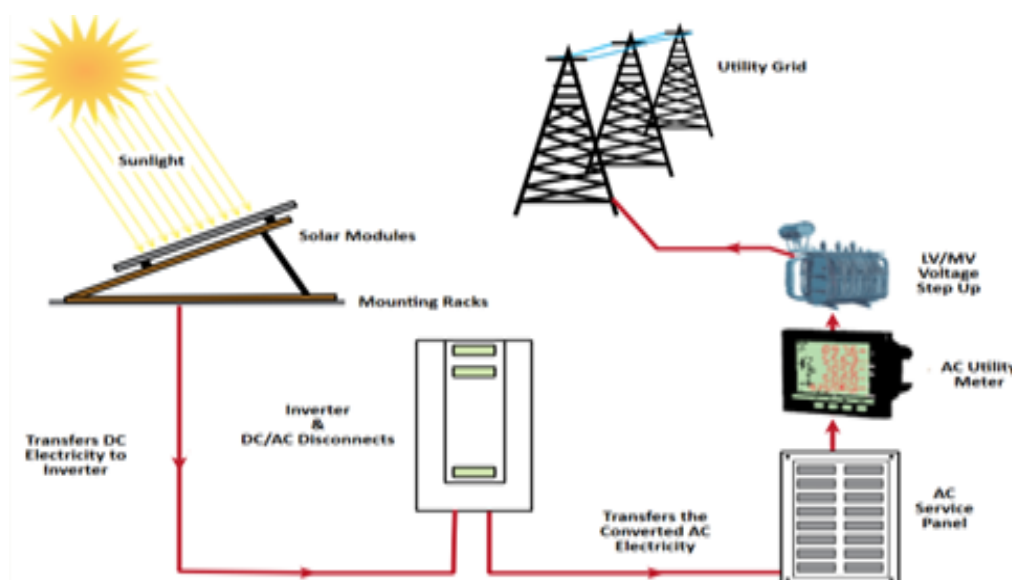 Utility Grid
Sunlight
Solar Modules
Mounting Racks
LV/MV
Voltage
Step Up
AC Utility
Meter
Inverter
&
DC/AC Disconnects
Transfers DC
Electricity to
Inverter
Transfers the
Converted AC
Electricity
AC
Service
Panel